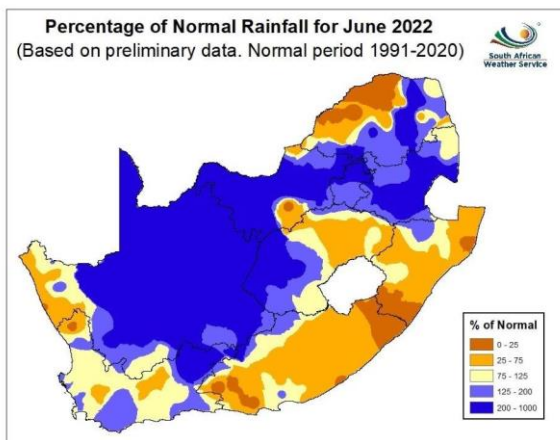 Percentage of Normal Rainfall for June 2022
(Based on preliminary data. Normal period 1991-2020)
South African
Weather Service
% of Normal
0 - 25
25 - 75
75 - 125
125 - 200
200 - 1000